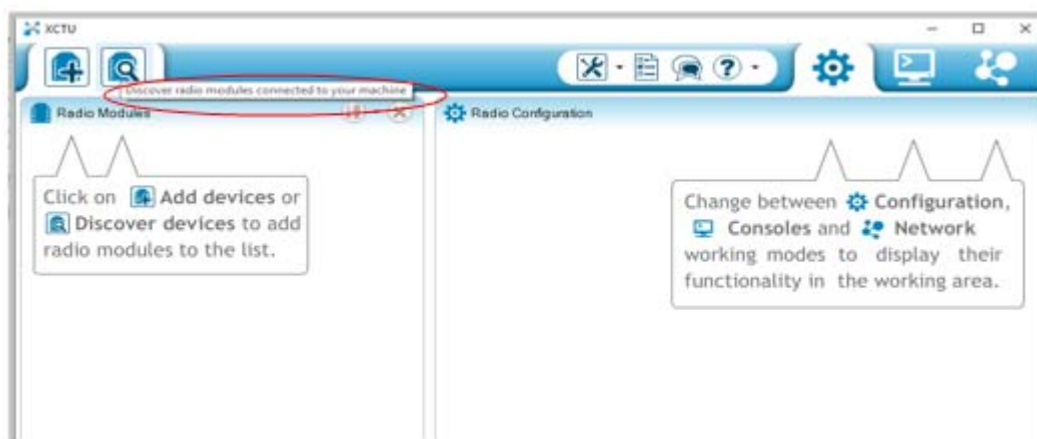 XCTU
Discover radio modules connected to your machine
Radio Modules
Radio Configuration
Click on Add devices or
Discover devices to add
radio modules to the list.
Change between Configuration,
Consoles and Network
working modes to display their
functionality in the working area.